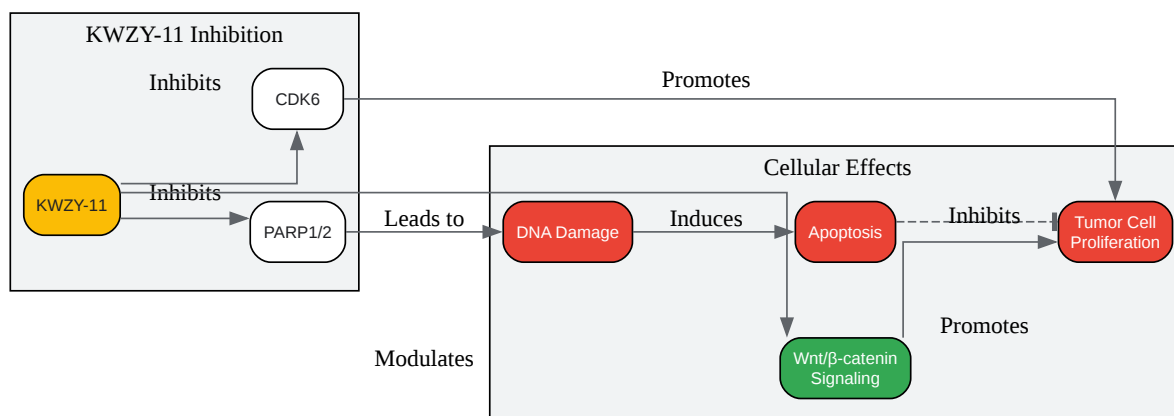 KWZY-11 Inhibition
Inhibits
CDK6
Promotes
Cellular Effects
KWZY-11
Inhibits
PARP1/2
Leads to
DNA Damage
Induces
Apoptosis
Inhibits
Tumor Cell
Proliferation
Modulates
Wnt/β-catenin
Signaling
Promotes